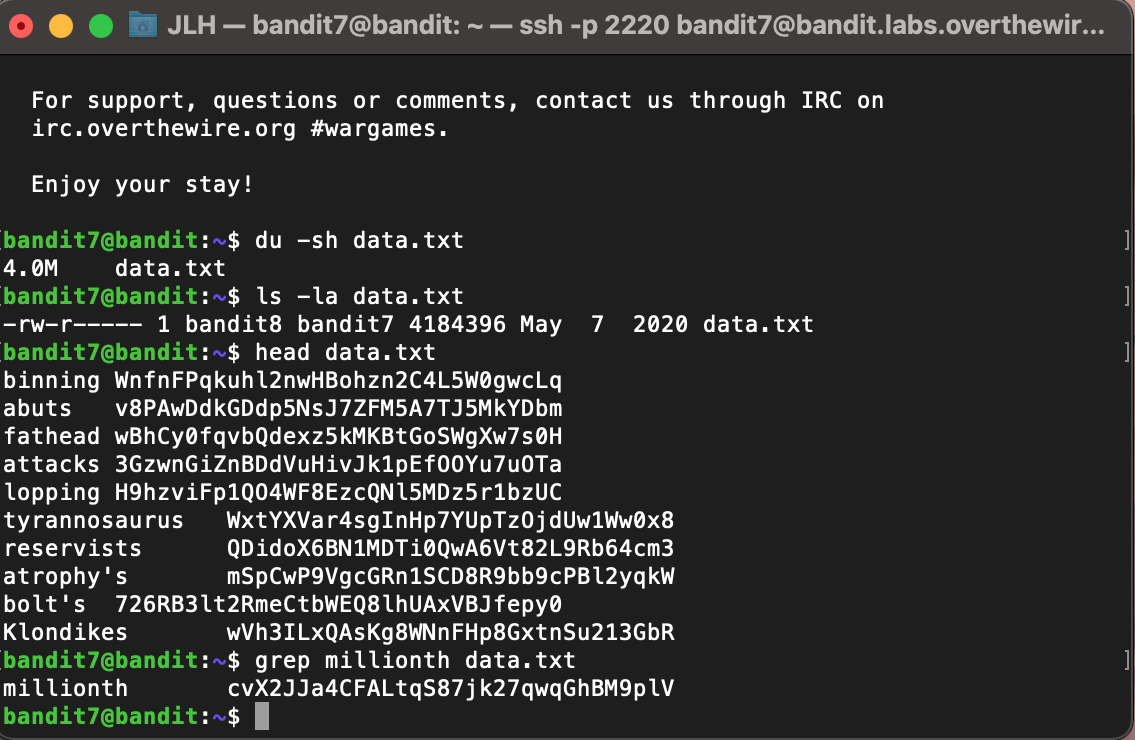 JLH — bandit7@bandit: ~ — ssh -p 2220 bandit7@bandit.labs.overthewir...
For support, questions or comments, contact us through IRC on
irc.overthewire.org #wargames.
Enjoy your stay!
[bandit7@bandit:~$ du -sh data.txt ]
4.0M    data.txt
[bandit7@bandit:~$ ls -la data.txt ]
-rw-r----- 1 bandit8 bandit7 4184396 May  7  2020 data.txt
[bandit7@bandit:~$ head data.txt ]
binning WnfnFPqkuhl2nwHBohzn2C4L5W0gwcLq
abuts   v8PAwDdkGDdp5NsJ7ZFM5A7TJ5MkYDbm
fathead wBhCy0fqvbQdexz5kMKBtGoSWgXw7s0H
attacks 3GzwnGiZnBDdVuHivJk1pEfOOYu7uOTa
lopping H9hzviFp1QO4WF8EzcQNl5MDz5r1bzUC
tyrannosaurus   WxtYXVar4sgInHp7YUpTzOjdUw1Ww0x8
reservists      QDidoX6BN1MDTi0QwA6Vt82L9Rb64cm3
atrophy's       mSpCwP9VgcGRn1SCD8R9bb9cPBl2yqkW
bolt's  726RB3lt2RmeCtbWEQ8lhUAxVBJfepy0
Klondikes       wVh3ILxQAsKg8WNnFHp8GxtnSu213GbR
[bandit7@bandit:~$ grep millionth data.txt ]
millionth       cvX2JJa4CFALtqS87jk27qwqGhBM9plV
bandit7@bandit:~$